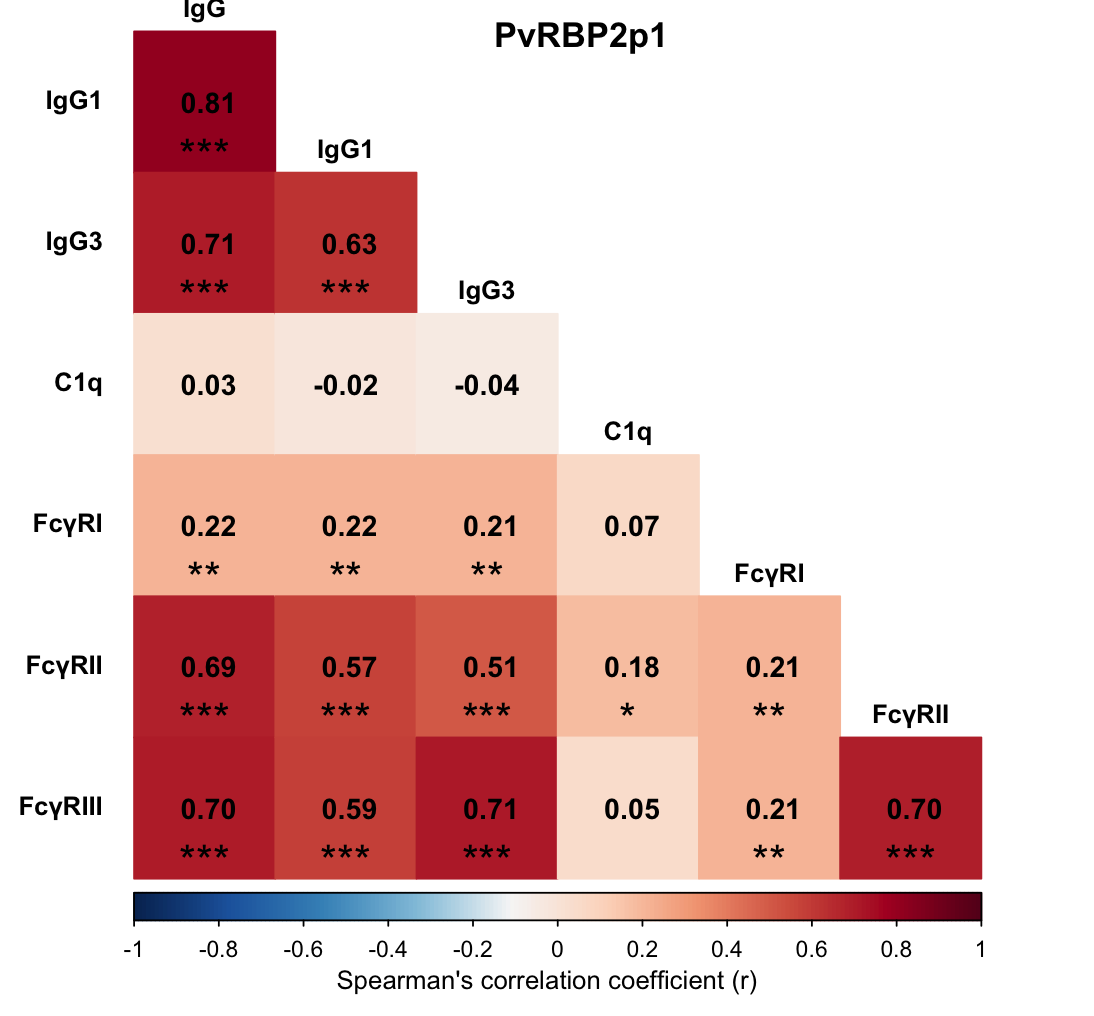 IgG
PvRBP2p1
IgG1 0.81
***
IgG1
IgG3 0.71 0.63
*** ***
IgG3
C1q 0.03 -0.02 -0.04
C1q
FcγRI 0.22 0.22 0.21 0.07
** ** **
FcγRI
FcγRII 0.69 0.57 0.51 0.18 0.21
*** *** *** * **
FcγRII
FcγRIII 0.70 0.59 0.71 0.05 0.21 0.70
*** *** *** ** ***
-1 -0.8 -0.6 -0.4 -0.2 0 0.2 0.4 0.6 0.8 1
Spearman's correlation coefficient (r)